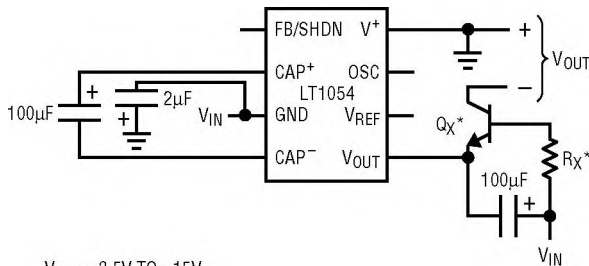 FB/SHDN V+
+
CAP+ OSC
VOUT
+ 2μF LT1054
−
100μF
+ VIN GND VREF QX*
RX*
CAP− VOUT
100μF
+
VIN